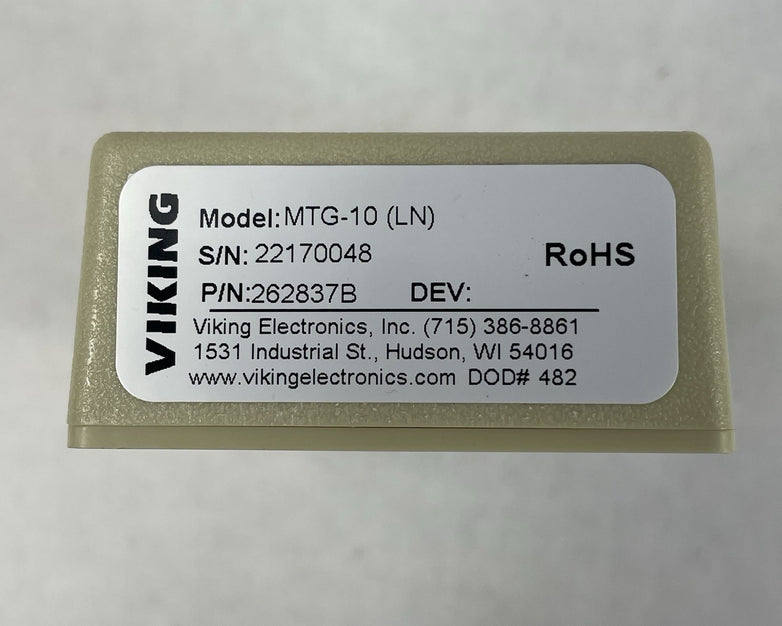 VIKING
Model:MTG-10 (LN)
S/N: 22170048
RoHS
P/N:262837B DEV:
Viking Electronics, Inc. (715) 386-8861
1531 Industrial St., Hudson, WI 54016
www.vikingelectronics.com DOD# 482